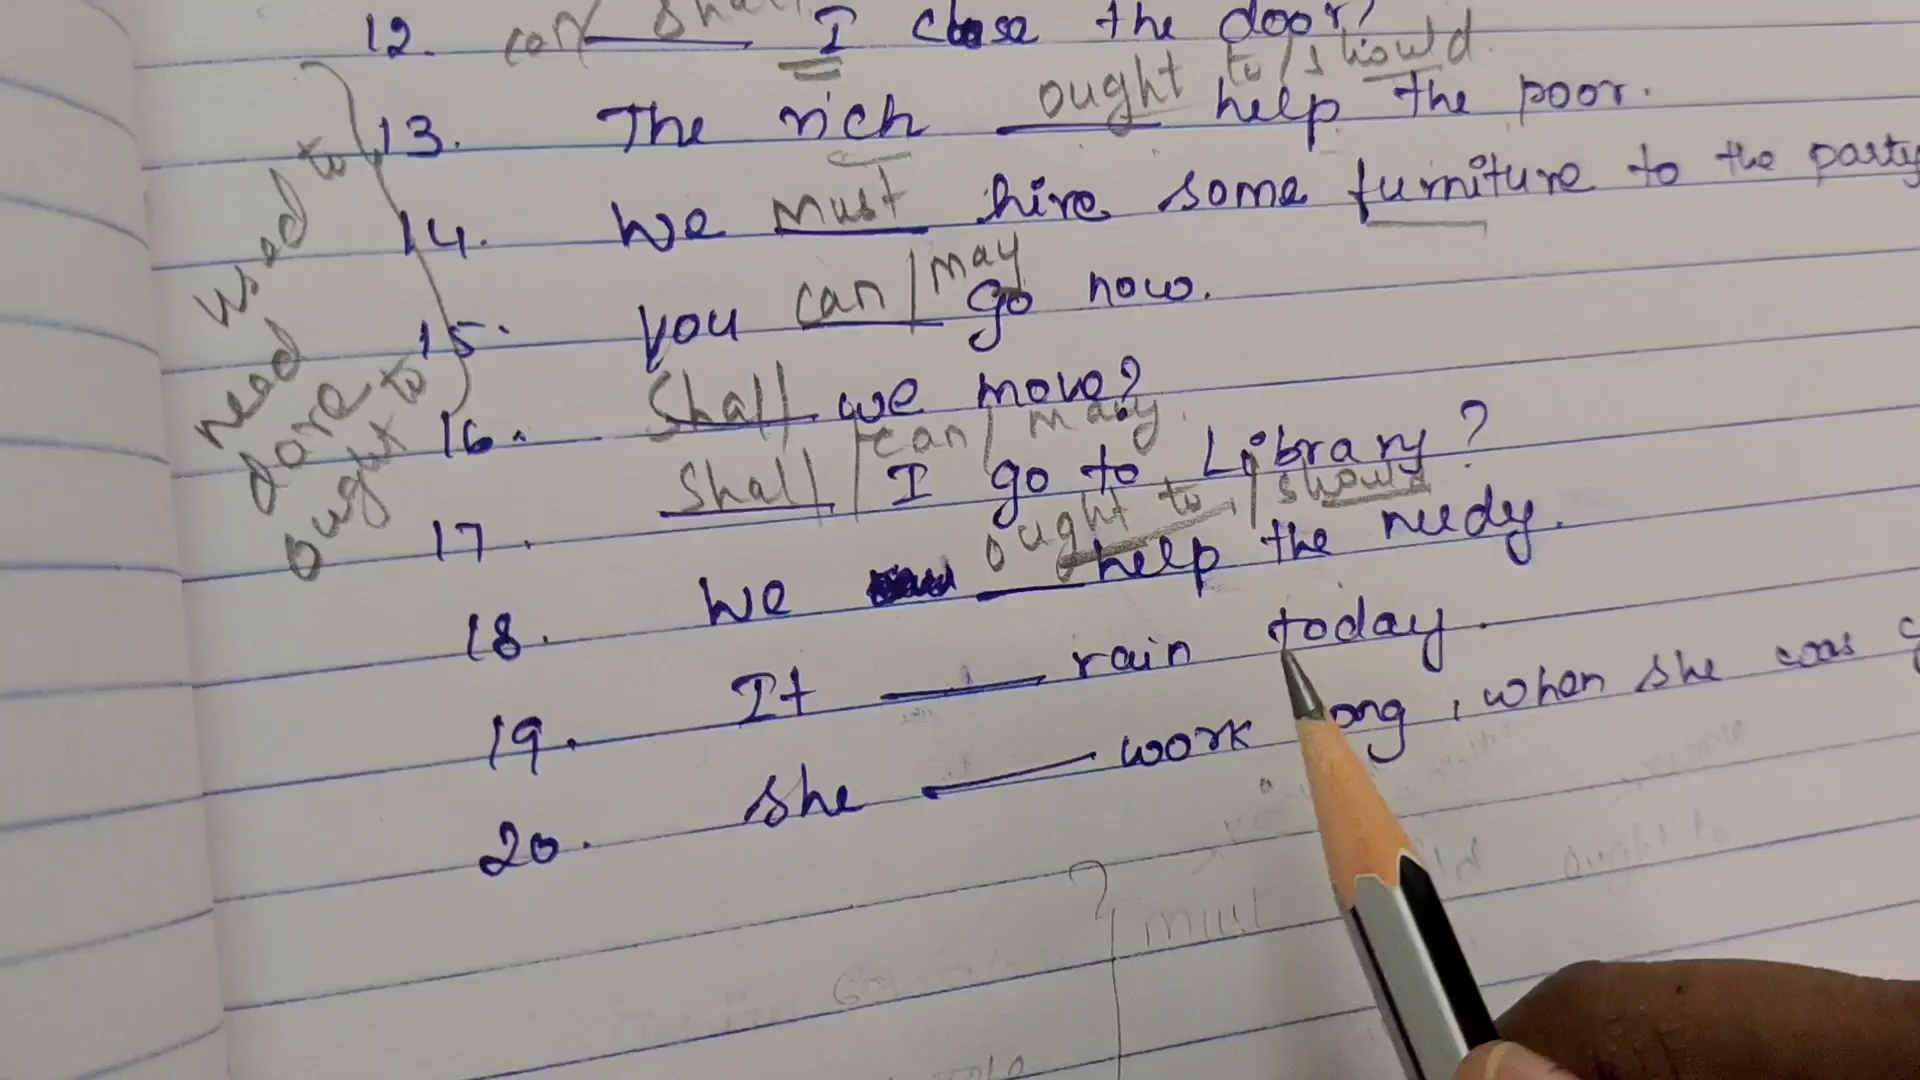 12. can shall I close the door?
13. The rich ought to / should help the poor.
14. We must hire some furniture to the party
15. You can / may go now.
16. Shall we move?
17. Shall / can / may I go to Library?
18. We ought to / should help the needy.
19. It rain today.
20. She work long, when she was
used to
need
dare
ought to
must
ought to